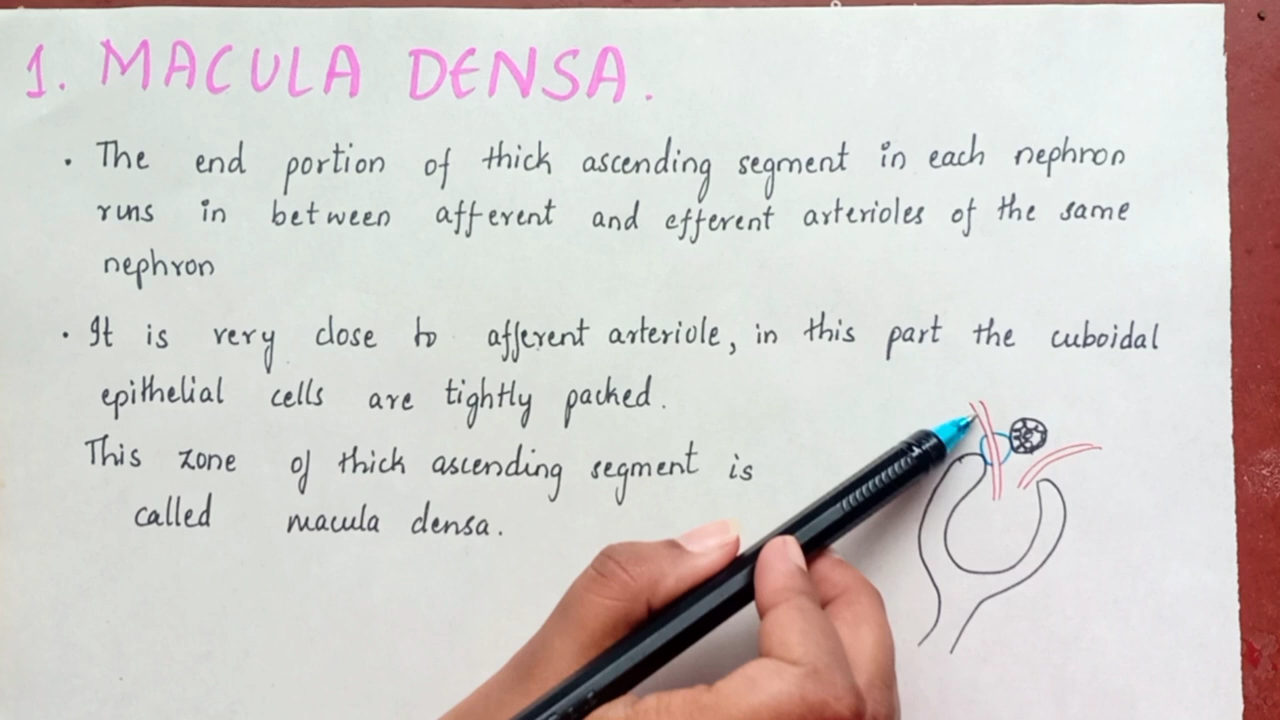 1. MACULA DENSA.
• The end portion of thick ascending segment in each nephron
runs in between afferent and efferent arterioles of the same
nephron
• It is very close to afferent arteriole, in this part the cuboidal
epithelial cells are tightly packed.
This zone of thick ascending segment is
called macula densa.